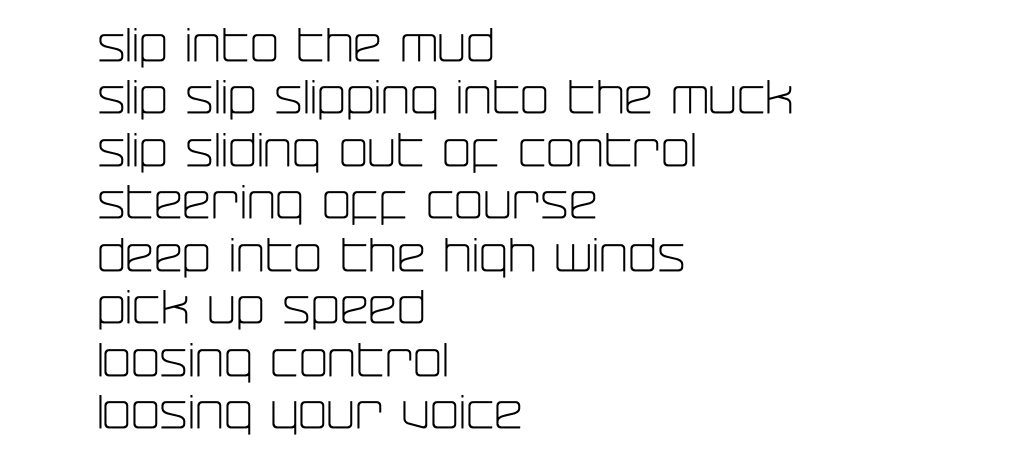 slip into the mud
slip slip slipping into the muck
slip sliding out of control
steering off course
deep into the high winds
pick up speed
loosing control
loosing your voice